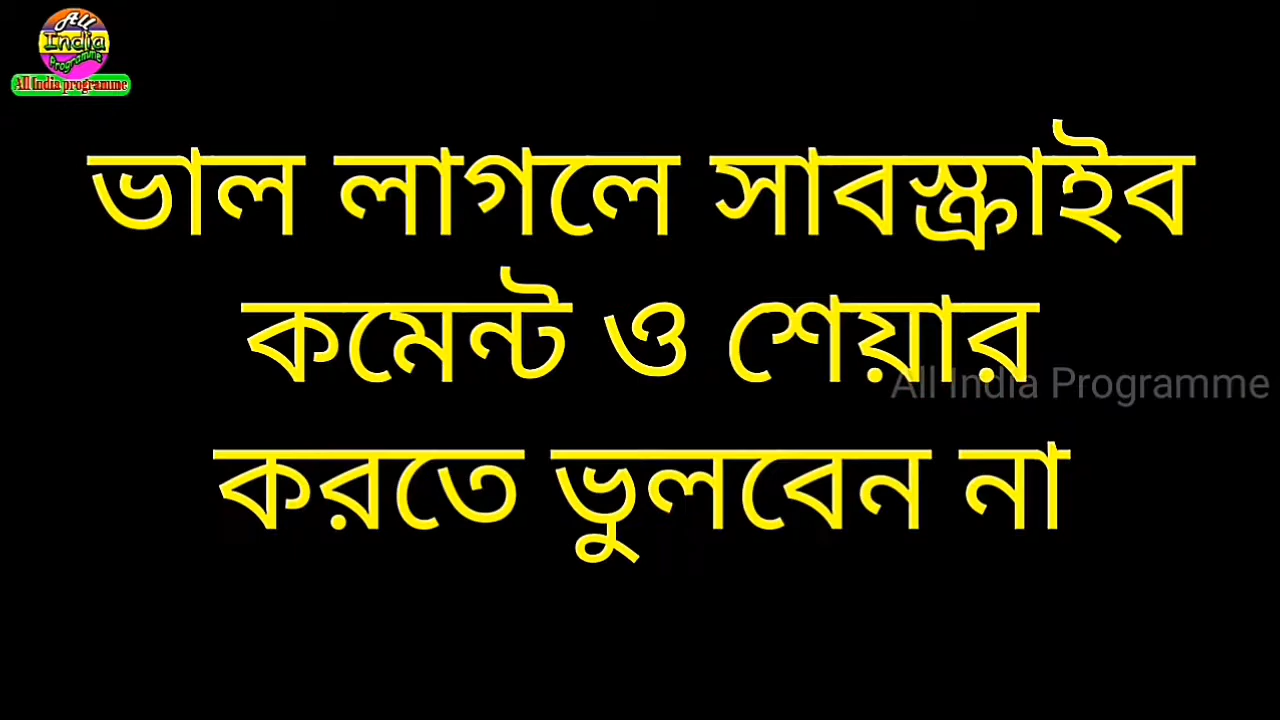 All
India
Programme
All India programme
ভাল লাগলে সাবস্ক্রাইব
কমেন্ট ও শেয়ার
All India Programme
করতে ভুলবেন না